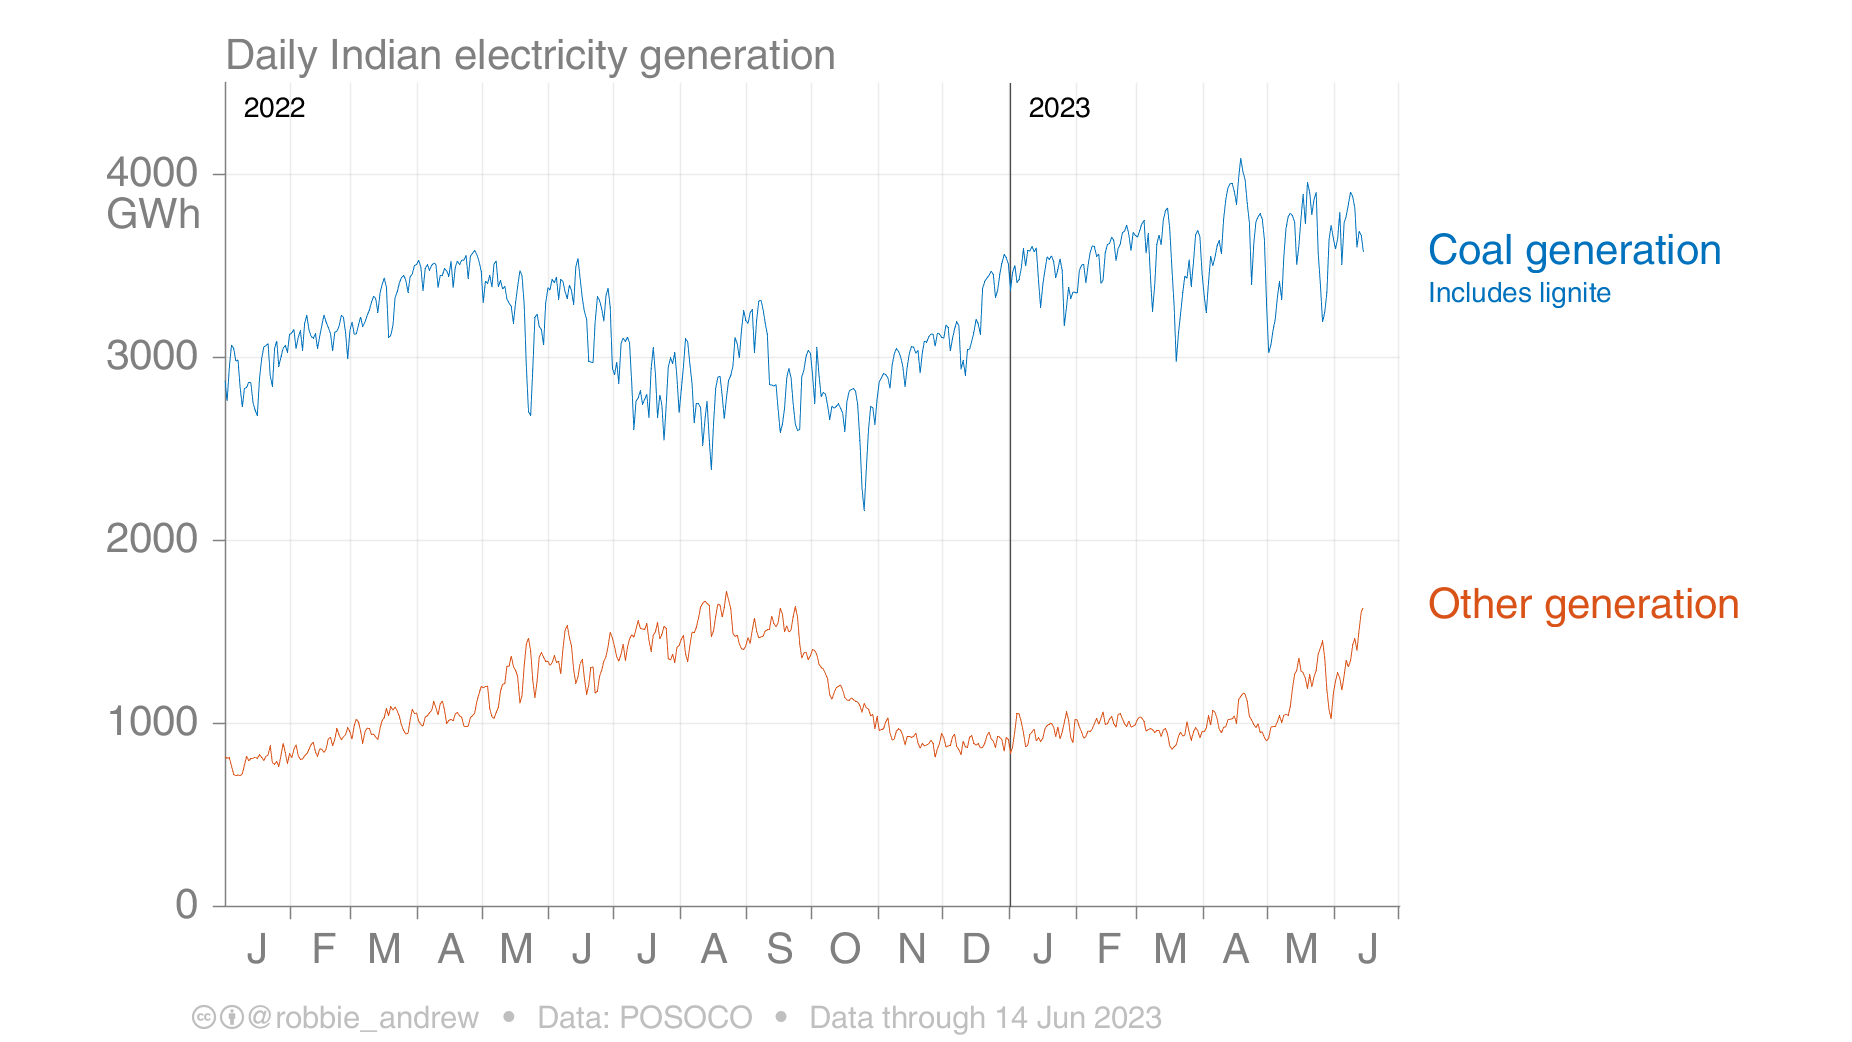 Daily Indian electricity generation
2022
2023
4000
GWh
3000
2000
1000
0
Coal generation
Includes lignite
Other generation
J F M A M J J A S O N D J F M A M J
@robbie_andrew • Data: POSOCO • Data through 14 Jun 2023